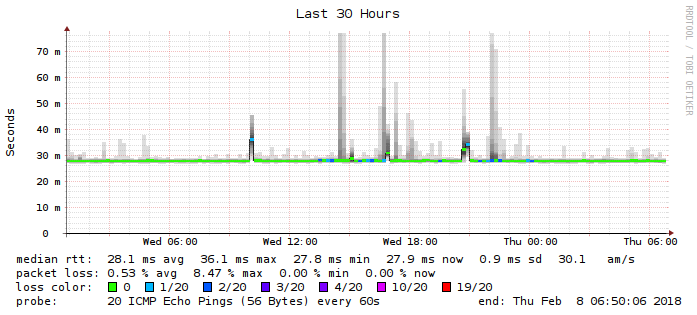 Last 30 Hours
RRDTOOL / TOBI OETIKER
Seconds
70 m
60 m
50 m
40 m
30 m
20 m
10 m
0
Wed 06:00 Wed 12:00 Wed 18:00 Thu 00:00 Thu 06:00
median rtt: 28.1 ms avg 36.1 ms max 27.8 ms min 27.9 ms now 0.9 ms sd 30.1 am/s
packet loss: 0.53 % avg 8.47 % max 0.00 % min 0.00 % now
loss color: 0 1/20 2/20 3/20 4/20 10/20 19/20
probe: 20 ICMP Echo Pings (56 Bytes) every 60s end: Thu Feb 8 06:50:06 2018